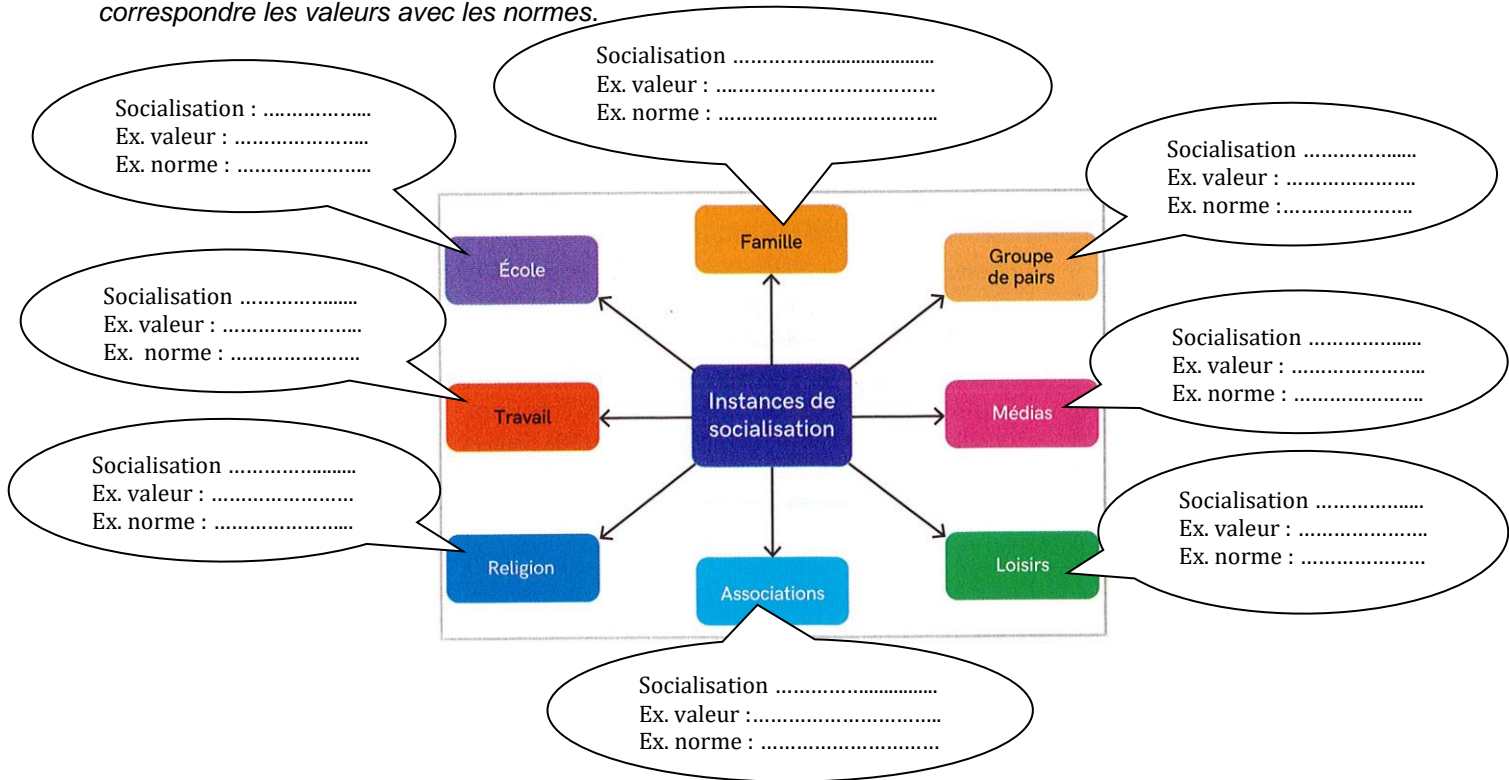 correspondre les valeurs avec les normes.
Socialisation ……………..........................
Ex. valeur : ….………………………………
Ex. norme : …………………………….
Socialisation : ….…………....
Ex. valeur : …………………..
Ex. norme : …………………..
Socialisation …………….....
Ex. valeur : ………………….
Ex. norme :………………….
École
Famille
Groupe
de pairs
Socialisation …………….......
Ex. valeur : …………………..
Ex. norme : ………………….
Socialisation ……………......
Ex. valeur : …………………..
Ex. norme : ………………….
Travail
Instances de
socialisation
Médias
Socialisation ……………..........
Ex. valeur : ……………………
Ex. norme : …………………...
Socialisation ……………......
Ex. valeur : ………………….
Ex. norme : …………………
Religion
Associations
Loisirs
Socialisation ……………..................
Ex. valeur :…………………………..
Ex. norme : …………………………